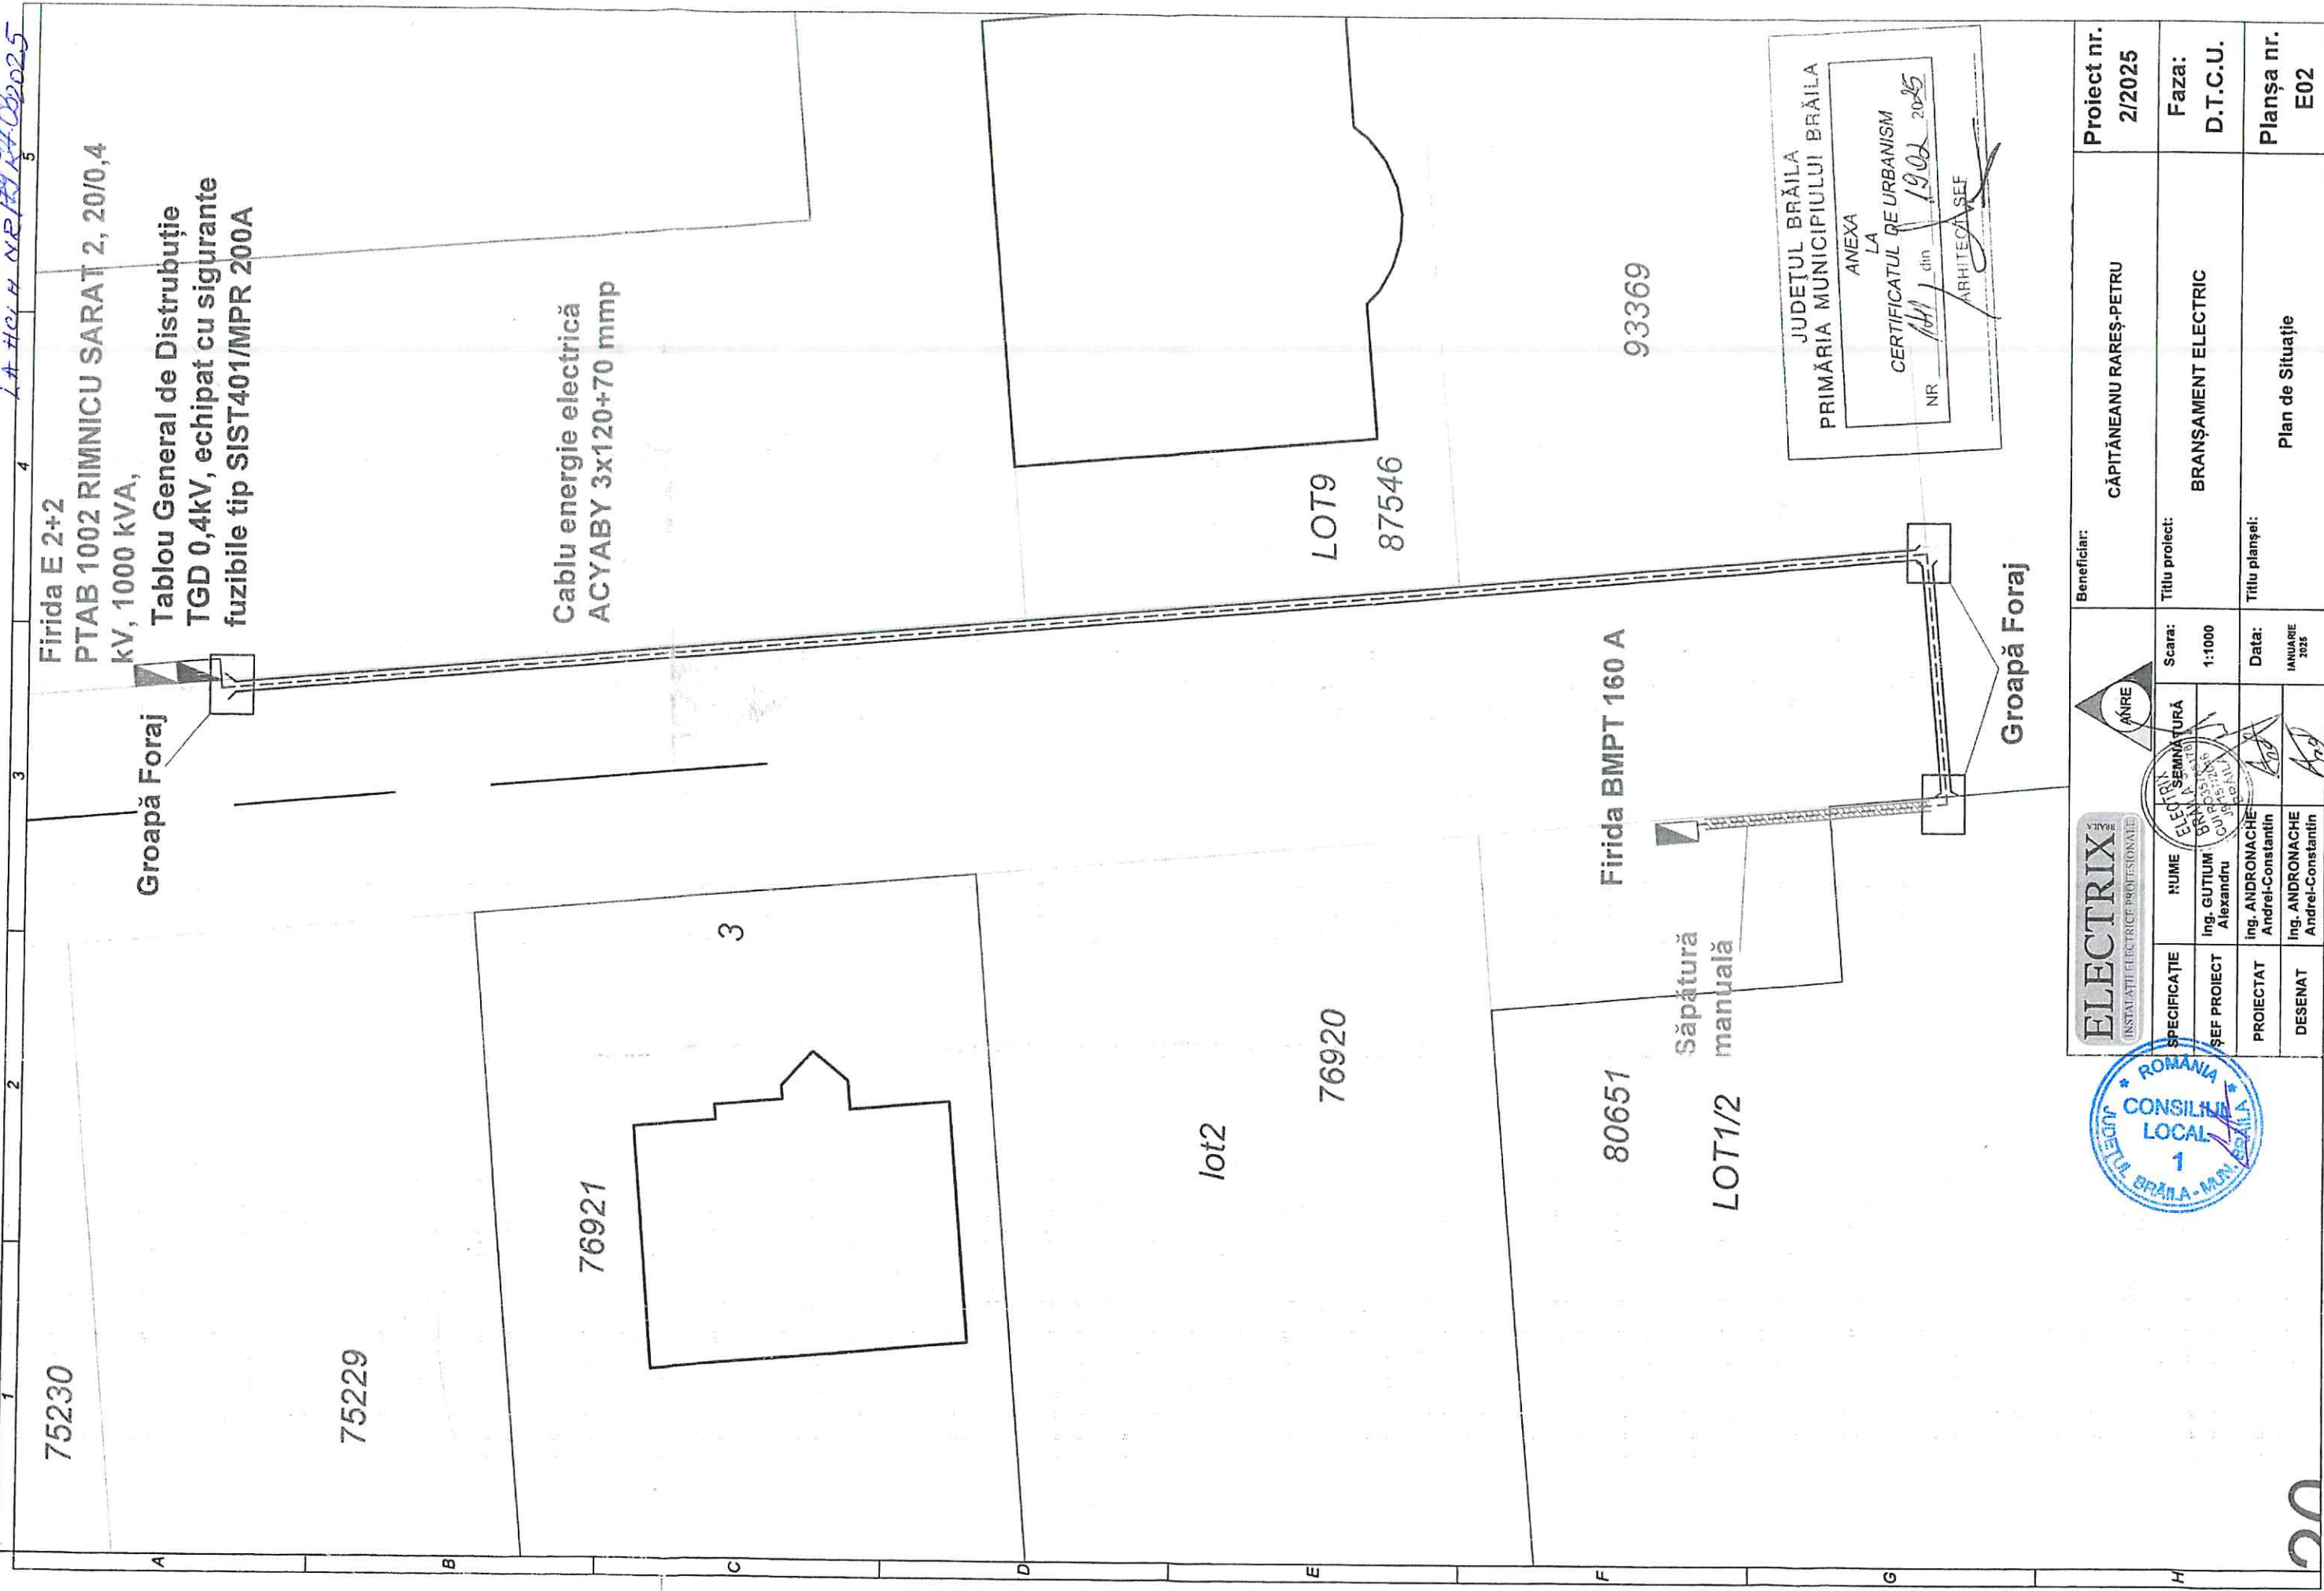 1
2
3
4
5
A
B
C
D
E
F
G
H
75230
75229
76921
3
lot2
76920
80651
LOT1/2
Firida E 2+2
PTAB 1002 RIMNICU SARAT 2, 20/0,4
kV, 1000 kVA,
Tablou General de Distrubuție
TGD 0,4kV, echipat cu sigurante
fuzibile tip SIST401/MPR 200A
Groapă Foraj
Cablu energie electrică
ACYABY 3x120+70 mmp
LOT9
87546
93369
Firida BMPT 160 A
Săpătură
manuală
Groapă Foraj
JUDEȚUL BRĂILA
PRIMĂRIA MUNICIPIULUI BRĂILA
ANEXA
LA
CERTIFICATUL DE URBANISM
NR din 19.02 2025
ARHITECT ȘEF
ROMÂNIA
CONSILIUL
LOCAL
1
JUDEȚUL BRĂILA - MUN. BRĂILA
ELECTRIX
BRĂILA
INSTALAȚII ELECTRICE PROFESIONALE
ANRE
Beneficiar:
CĂPITĂNEANU RAREȘ-PETRU
Proiect nr.
2/2025
SPECIFICAȚIE
NUME
SEMNĂTURĂ
Scara:
1:1000
Titlu proiect:
BRANȘAMENT ELECTRIC
Faza:
D.T.C.U.
ȘEF PROIECT
Ing. GUTIUM
Alexandru
PROIECTAT
Ing. ANDRONACHE
Andrei-Constantin
Data:
IANUARIE
2025
Titlu planșei:
Plan de Situație
Planșa nr.
E02
DESENAT
Ing. ANDRONACHE
Andrei-Constantin
ELECTRIX